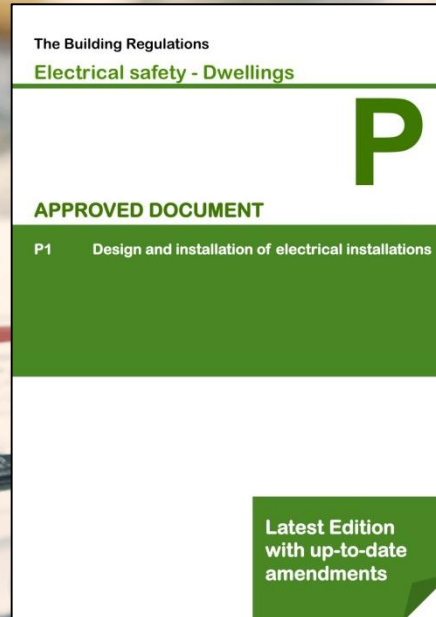 The Building Regulations
Electrical safety - Dwellings
P
APPROVED DOCUMENT
P1 Design and installation of electrical installations
Latest Edition
with up-to-date
amendments